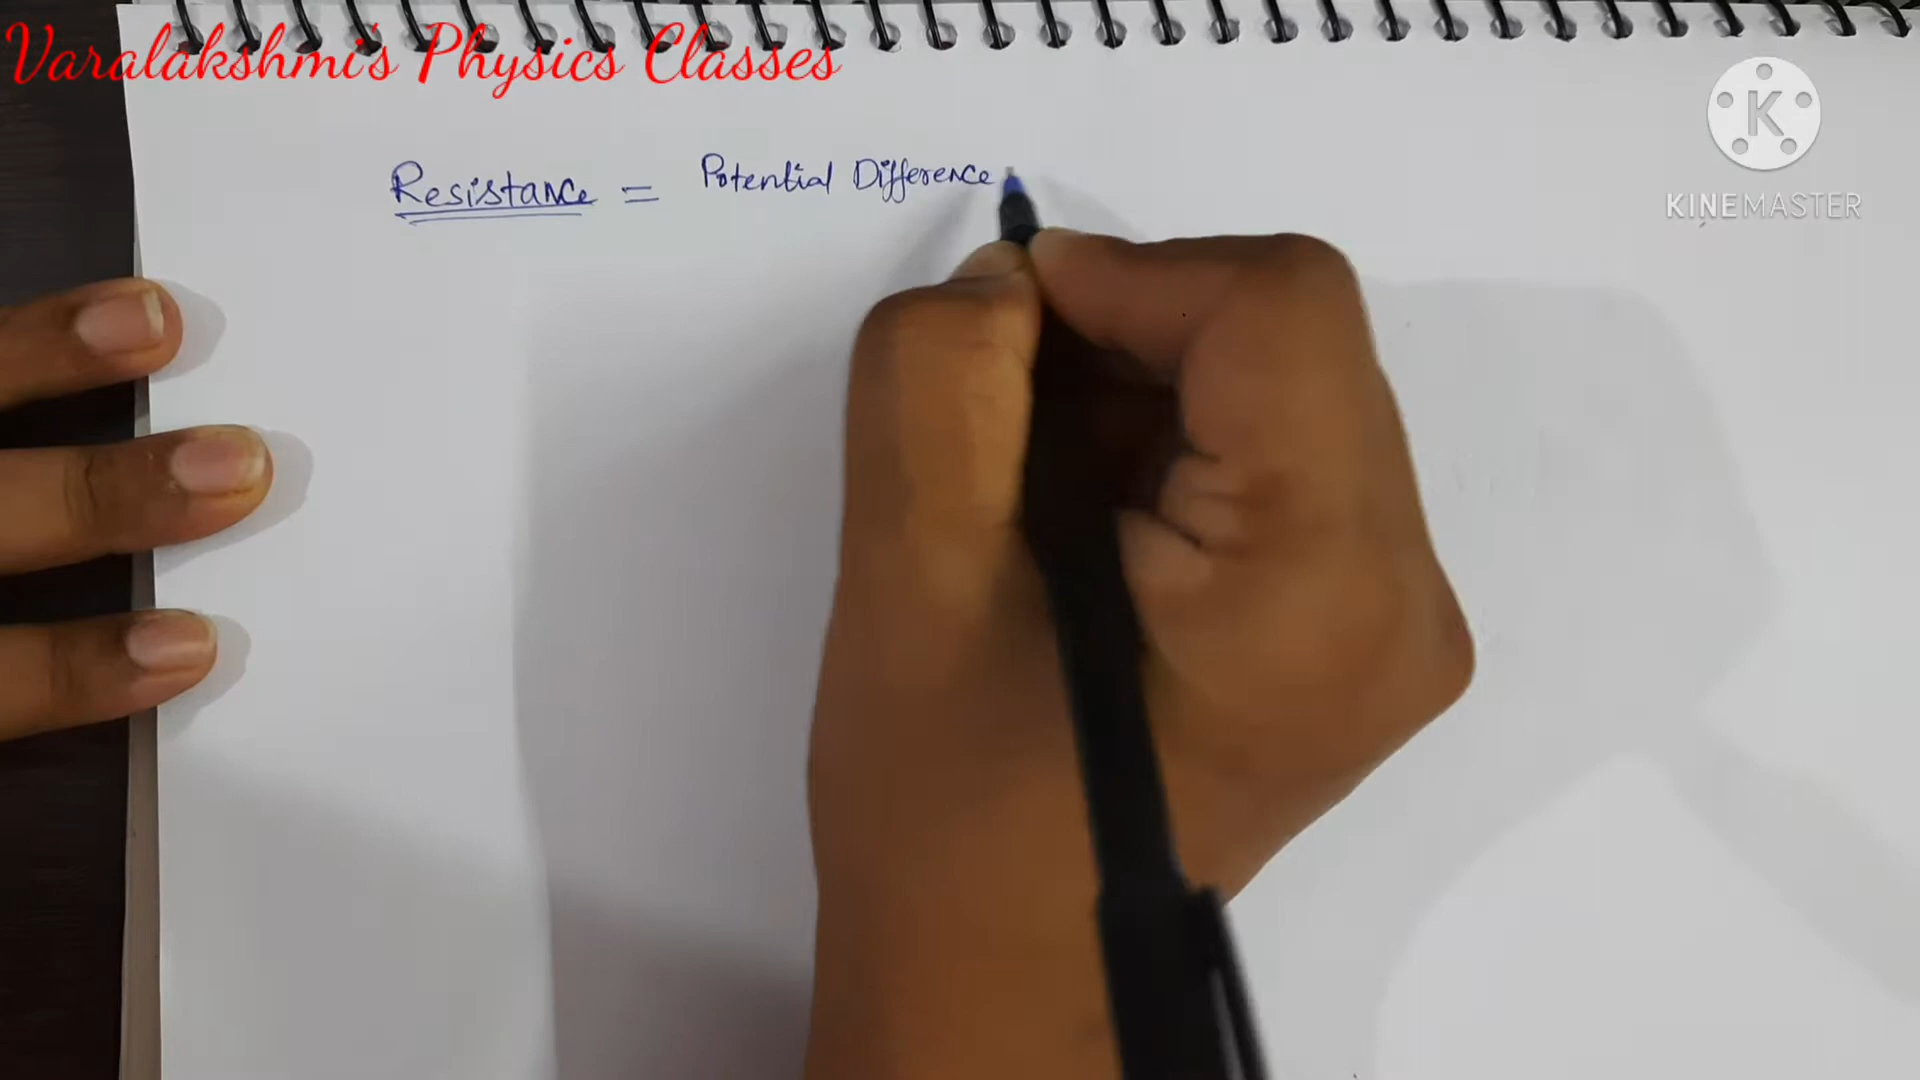 Varalakshmi's Physics Classes
K
KINEMASTER
Resistance = Potential Difference